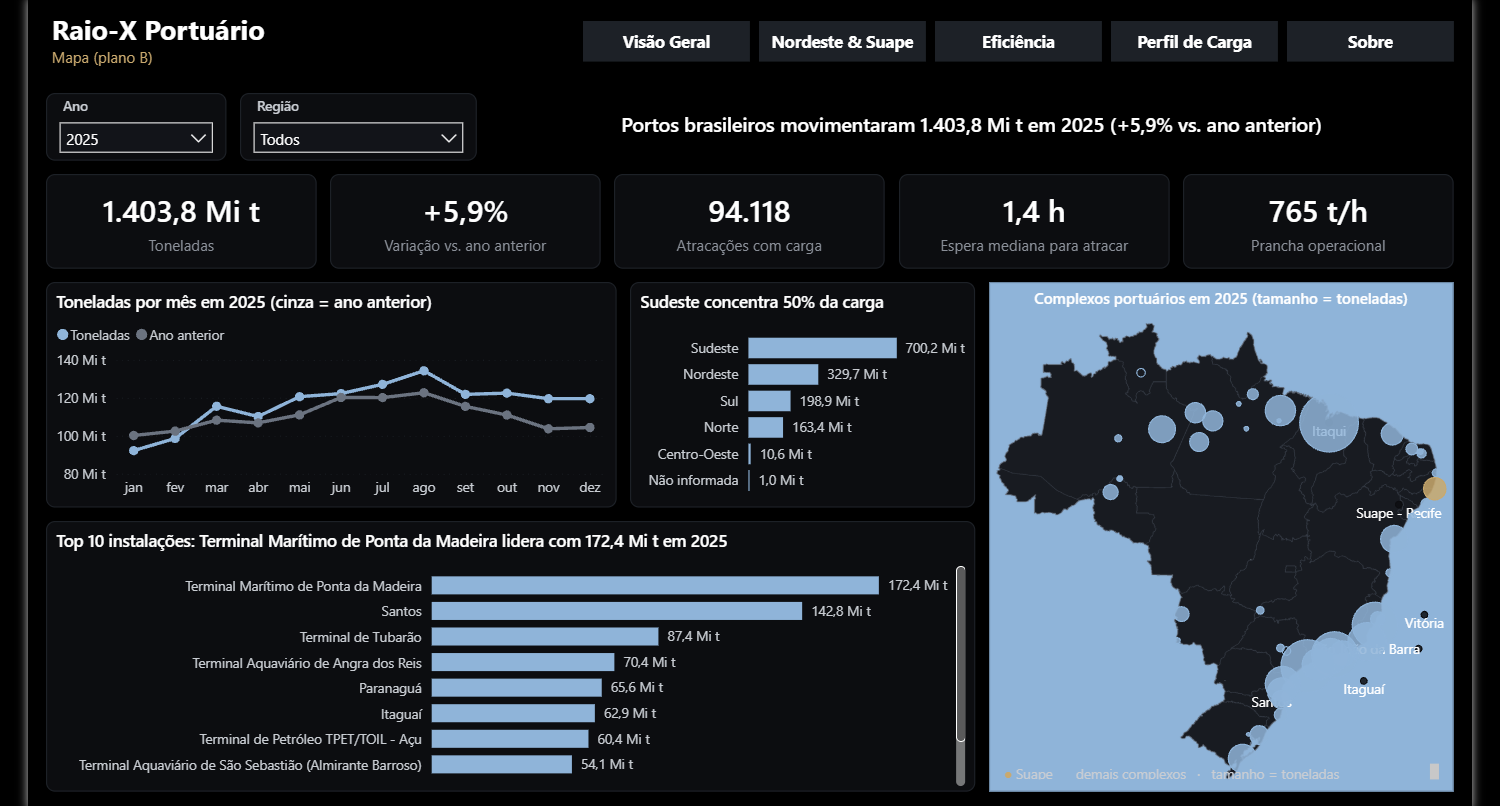 Raio-X Portuário
Mapa (plano B)
Visão Geral
Nordeste & Suape
Eficiência
Perfil de Carga
Sobre
Ano
2025
Região
Todos
Portos brasileiros movimentaram 1.403,8 Mi t em 2025 (+5,9% vs. ano anterior)
1.403,8 Mi t
Toneladas
+5,9%
Variação vs. ano anterior
94.118
Atracações com carga
1,4 h
Espera mediana para atracar
765 t/h
Prancha operacional
Toneladas por mês em 2025 (cinza = ano anterior)
Toneladas
Ano anterior
140 Mi t
120 Mi t
100 Mi t
80 Mi t
jan fev mar abr mai jun jul ago set out nov dez
Sudeste concentra 50% da carga
Sudeste 700,2 Mi t
Nordeste 329,7 Mi t
Sul 198,9 Mi t
Norte 163,4 Mi t
Centro-Oeste 10,6 Mi t
Não informada 1,0 Mi t
Top 10 instalações: Terminal Marítimo de Ponta da Madeira lidera com 172,4 Mi t em 2025
Terminal Marítimo de Ponta da Madeira 172,4 Mi t
Santos 142,8 Mi t
Terminal de Tubarão 87,4 Mi t
Terminal Aquaviário de Angra dos Reis 70,4 Mi t
Paranaguá 65,6 Mi t
Itaguaí 62,9 Mi t
Terminal de Petróleo TPET/TOIL - Açu 60,4 Mi t
Terminal Aquaviário de São Sebastião (Almirante Barroso) 54,1 Mi t
Complexos portuários em 2025 (tamanho = toneladas)
Itaqui
Suape - Recife
Vitória
da Barra
Itaguaí
Suape
demais complexos · tamanho = toneladas